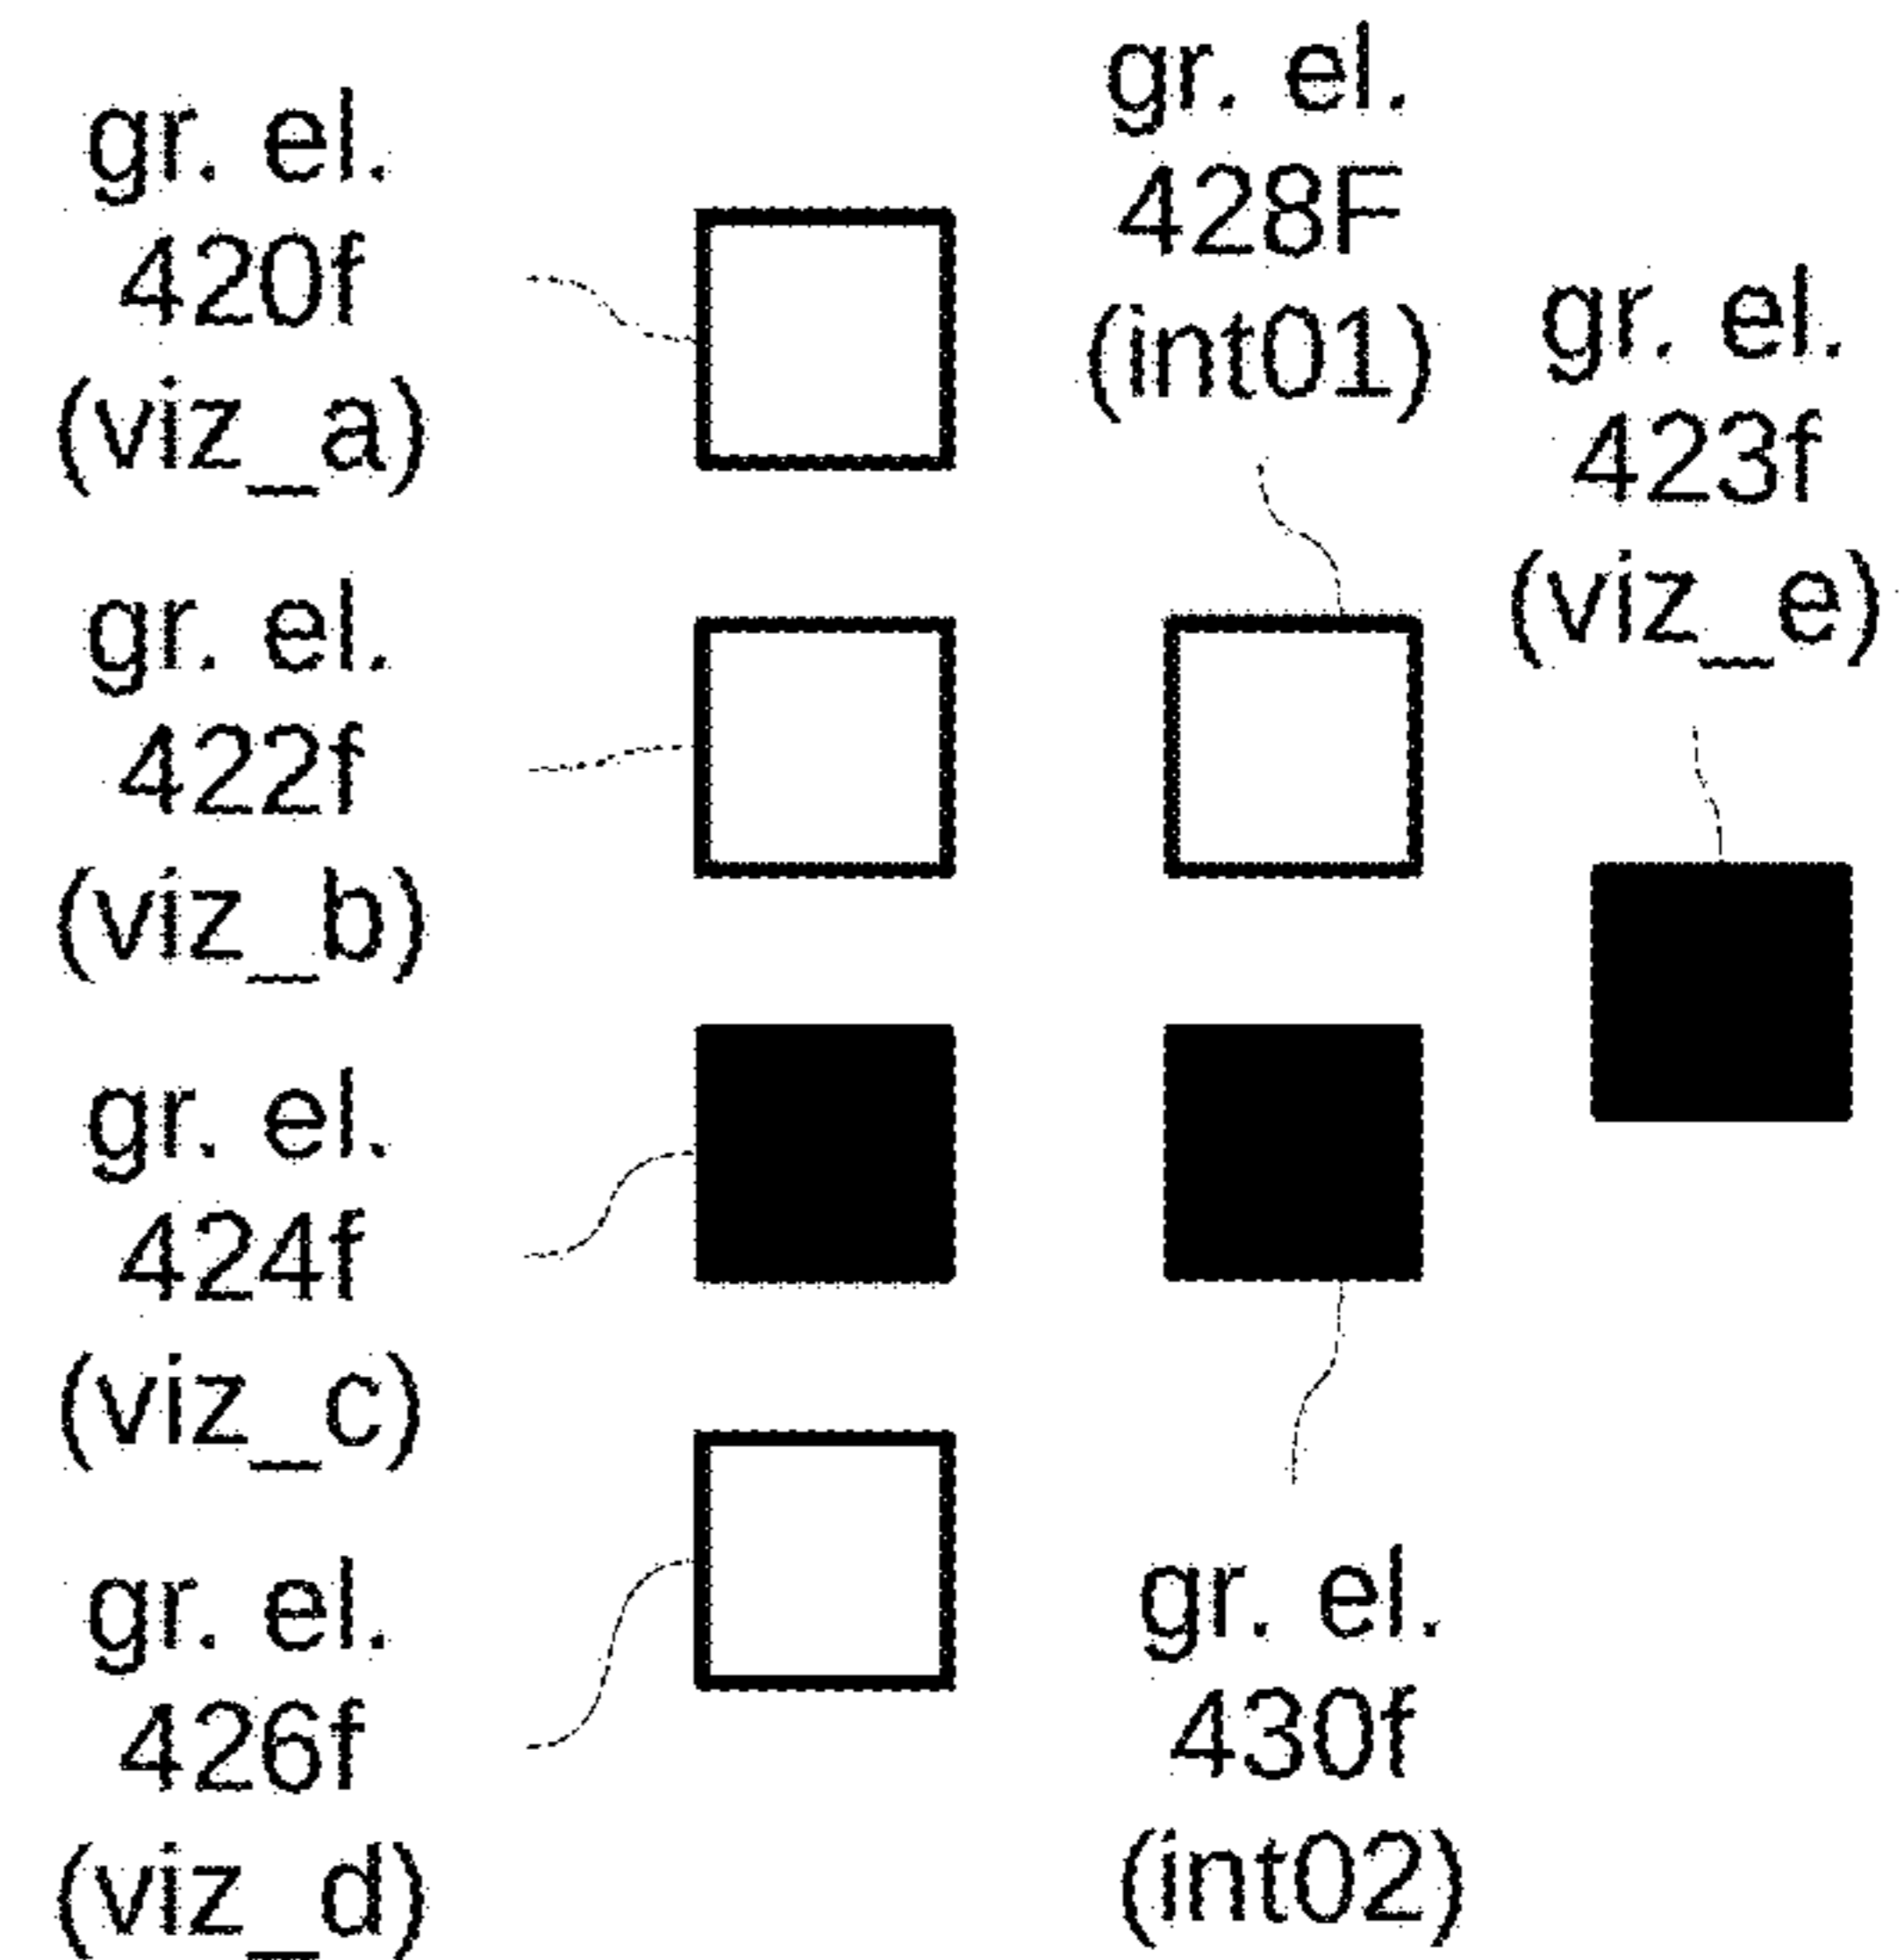 gr. el.
420f
(viz_a)
gr. el.
428F
(int01)
gr. el.
423f
(viz_e)
gr. el.
422f
(viz_b)
gr. el.
424f
(viz_c)
gr. el.
426f
(viz_d)
gr. el.
430f
(int02)